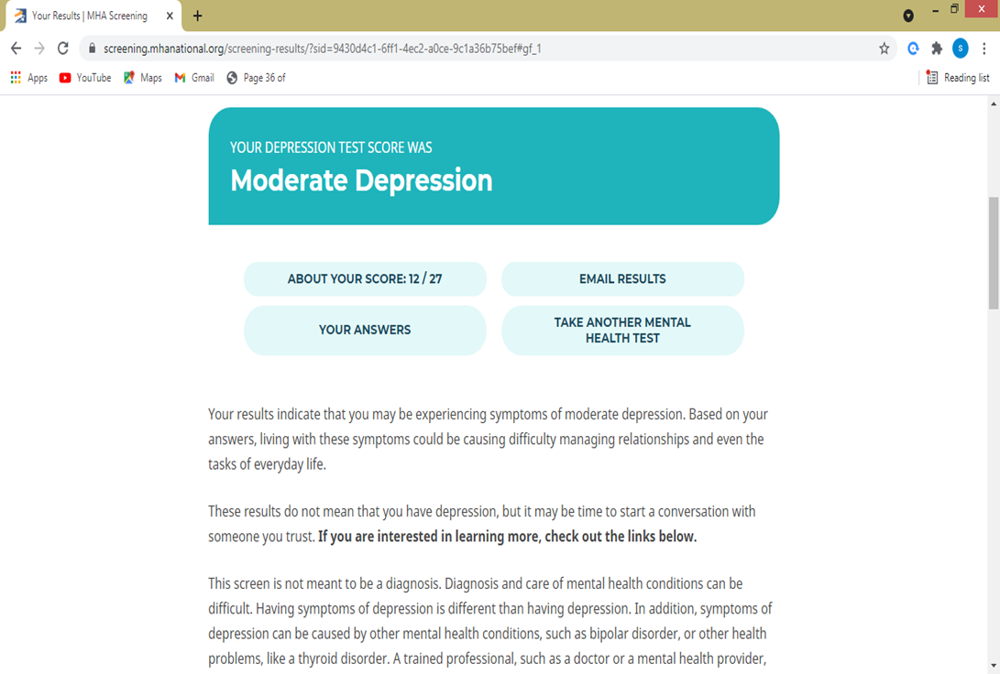 Your Results | MHA Screening
screening.mhanational.org/screening-results/?sid=9430d4c1-6ff1-4ec2-a0ce-9c1a36b75bef#gf_1
S
Apps YouTube Maps Gmail Page 36 of Reading list
YOUR DEPRESSION TEST SCORE WAS
Moderate Depression
ABOUT YOUR SCORE: 12 / 27
EMAIL RESULTS
YOUR ANSWERS
TAKE ANOTHER MENTAL
HEALTH TEST
Your results indicate that you may be experiencing symptoms of moderate depression. Based on your
answers, living with these symptoms could be causing difficulty managing relationships and even the
tasks of everyday life.
These results do not mean that you have depression, but it may be time to start a conversation with
someone you trust. If you are interested in learning more, check out the links below.
This screen is not meant to be a diagnosis. Diagnosis and care of mental health conditions can be
difficult. Having symptoms of depression is different than having depression. In addition, symptoms of
depression can be caused by other mental health conditions, such as bipolar disorder, or other health
problems, like a thyroid disorder. A trained professional, such as a doctor or a mental health provider,